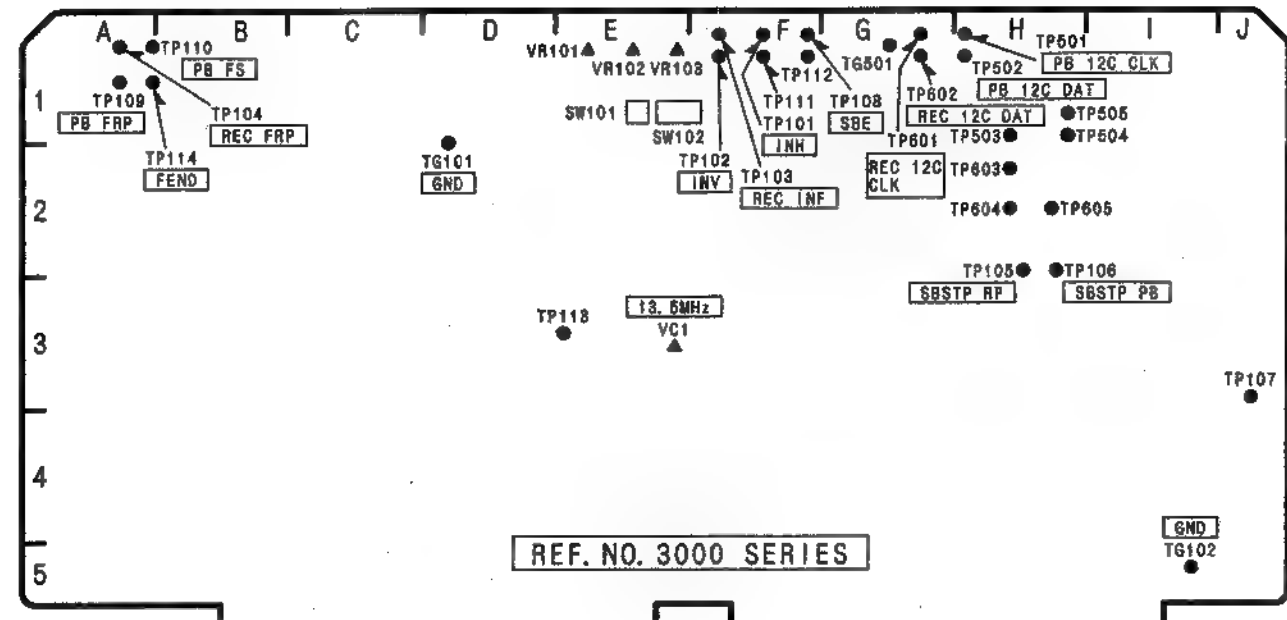 A B C D E F G H I J
TP110
PB FS
TP109
PB FRP
TP104
REC FRP
TP114
FEND
VR101
VR102
VR103
SW101
SW102
TG101
GND
TP102
INV
TP103
REC INF
TP101
INH
TP111
TP112
TP108
SBE
TG501
TP601
REC 12C
CLK
TP602
REC 12C DAT
TP501
PB 12C CLK
TP502
PB 12C DAT
TP505
TP503
TP504
TP603
TP604
TP605
TP105
SBSTP RP
TP106
SBSTP PB
1
2
3
4
5
TP113
13.5MHz
VC1
TP107
GND
TG102
REF. NO. 3000 SERIES